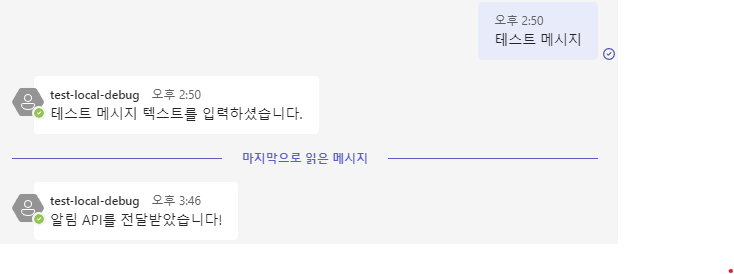 오후 2:50
테스트 메시지
test-local-debug 오후 2:50
테스트 메시지 텍스트를 입력하셨습니다.
마지막으로 읽은 메시지
test-local-debug 오후 3:46
알림 API를 전달받았습니다!